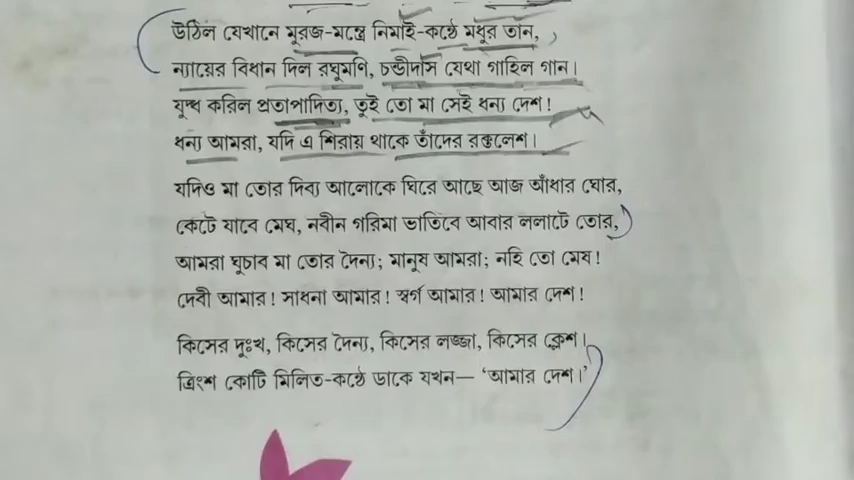 উঠিল যেখানে মুরজ-মন্ত্রে নিমাই-কণ্ঠে মধুর তান,
ন্যায়ের বিধান দিল রঘুমণি, চণ্ডীদাস যেথা গাহিল গান।
যুদ্ধ করিল প্রতাপাদিত্য, তুই তো মা সেই ধন্য দেশ!
ধন্য আমরা, যদি এ শিরায় থাকে তাঁদের রক্তলেশ।
যদিও মা তোর দিব্য আলোকে ঘিরে আছে আজ আঁধার ঘোর,
কেটে যাবে মেঘ, নবীন গরিমা ভাতিবে আবার ললাটে তোর,
আমরা ঘুচাব মা তোর দৈন্য; মানুষ আমরা; নহি তো মেষ!
দেবী আমার! সাধনা আমার! স্বর্গ আমার! আমার দেশ!
কিসের দুঃখ, কিসের দৈন্য, কিসের লজ্জা, কিসের ক্লেশ।
ত্রিংশ কোটি মিলিত-কণ্ঠে ডাকে যখন— ‘আমার দেশ।’